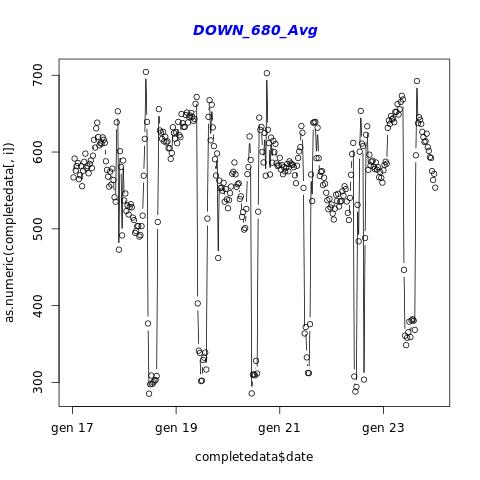 DOWN_680_Avg
as.numeric(completedata[, i])
700
600
500
400
300
gen 17
gen 19
gen 21
gen 23
completedata$date